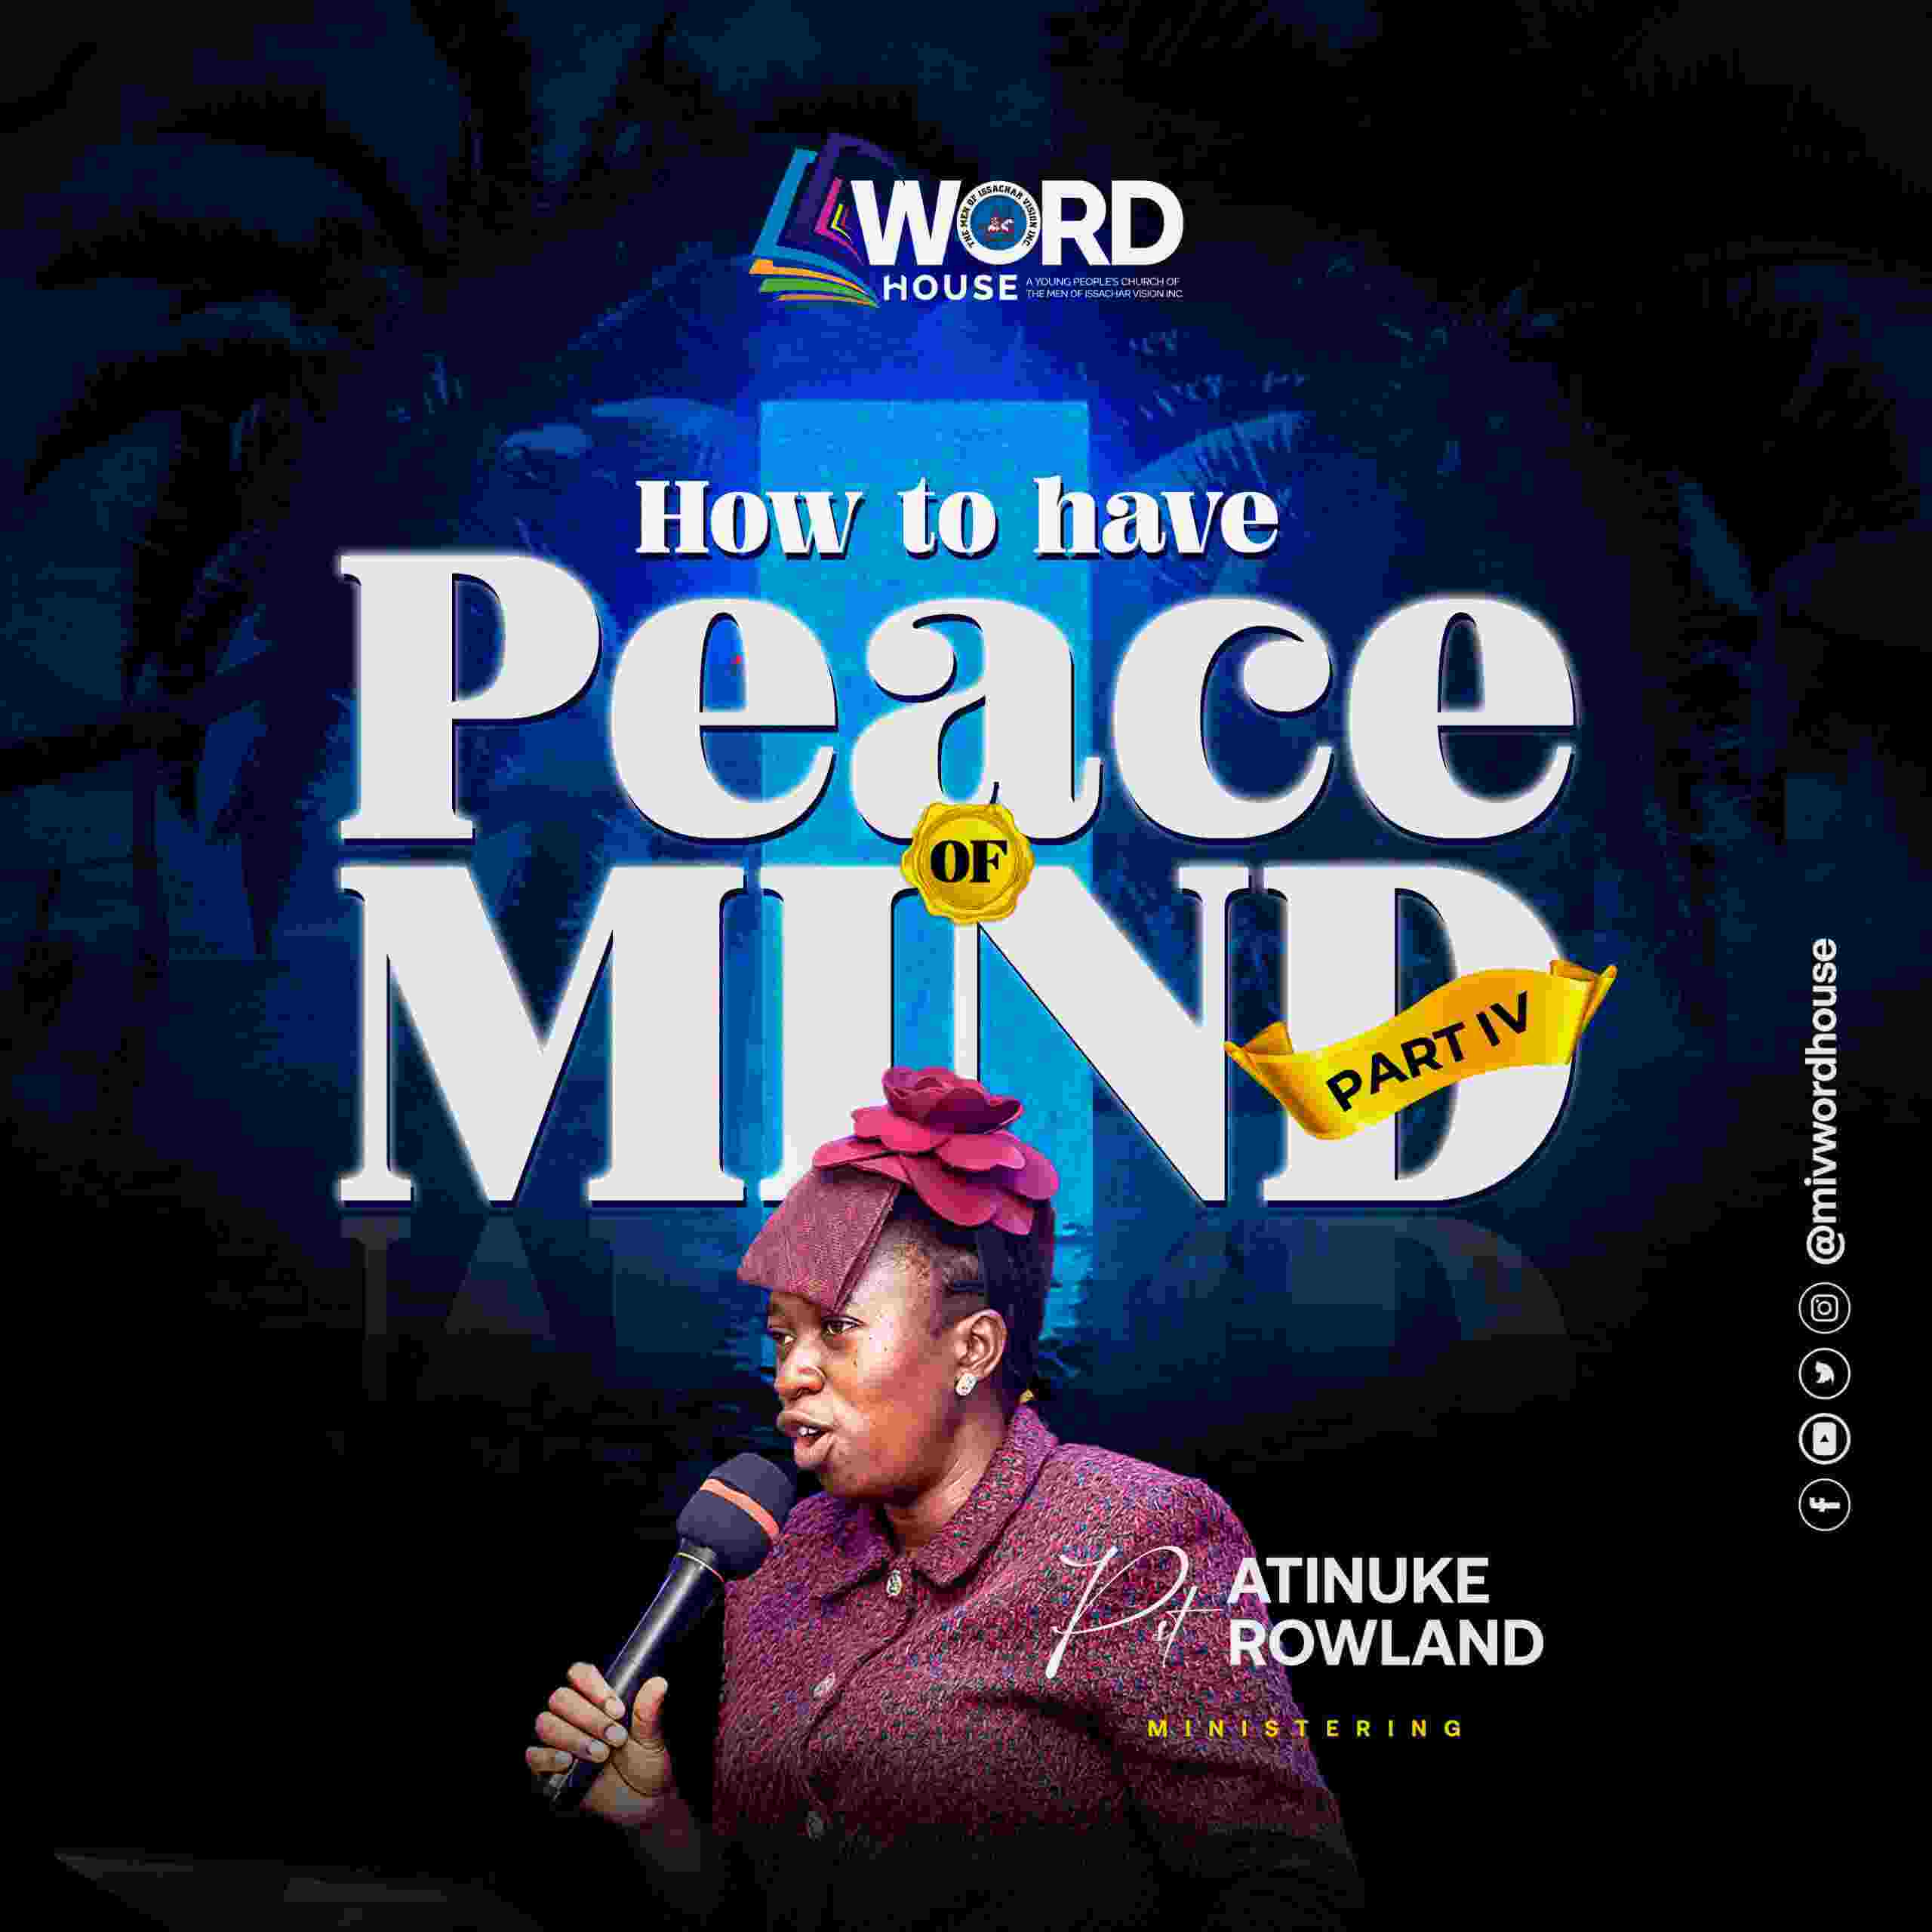 WORD
THE MEN OF ISSACHAR VISION INC.
HOUSE
A YOUNG PEOPLE'S CHURCH OF
THE MEN OF ISSACHAR VISION INC.
How to have
Peace
OF
MIND
PART IV
@mivwordhouse
Pst ATINUKE
ROWLAND
MINISTERING